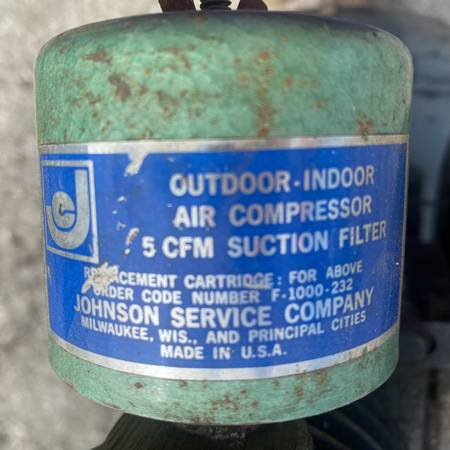 OUTDOOR-INDOOR
AIR COMPRESSOR
5 CFM SUCTION FILTER
REPLACEMENT CARTRIDGE: FOR ABOVE
ORDER CODE NUMBER F-1000-232
JOHNSON SERVICE COMPANY
MILWAUKEE, WIS., AND PRINCIPAL CITIES
MADE IN U.S.A.